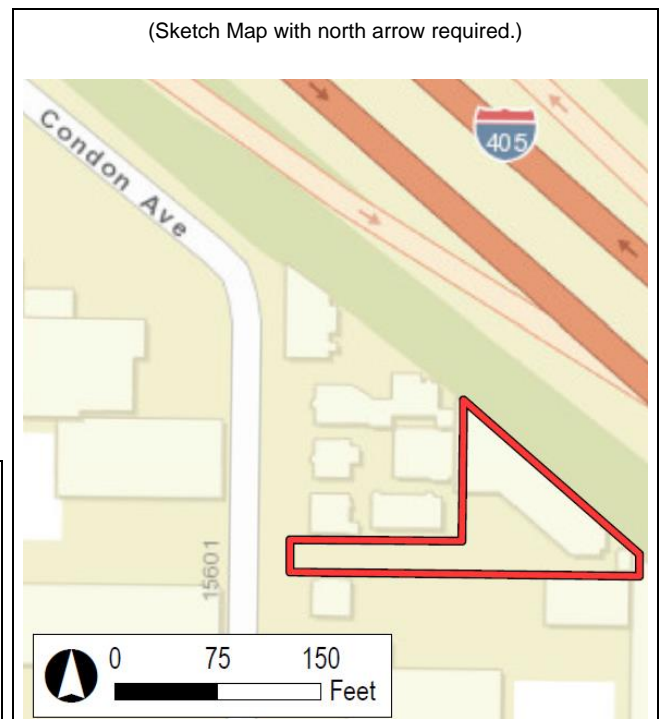 (Sketch Map with north arrow required.)
405
Condon Ave
15601
0 75 150
Feet